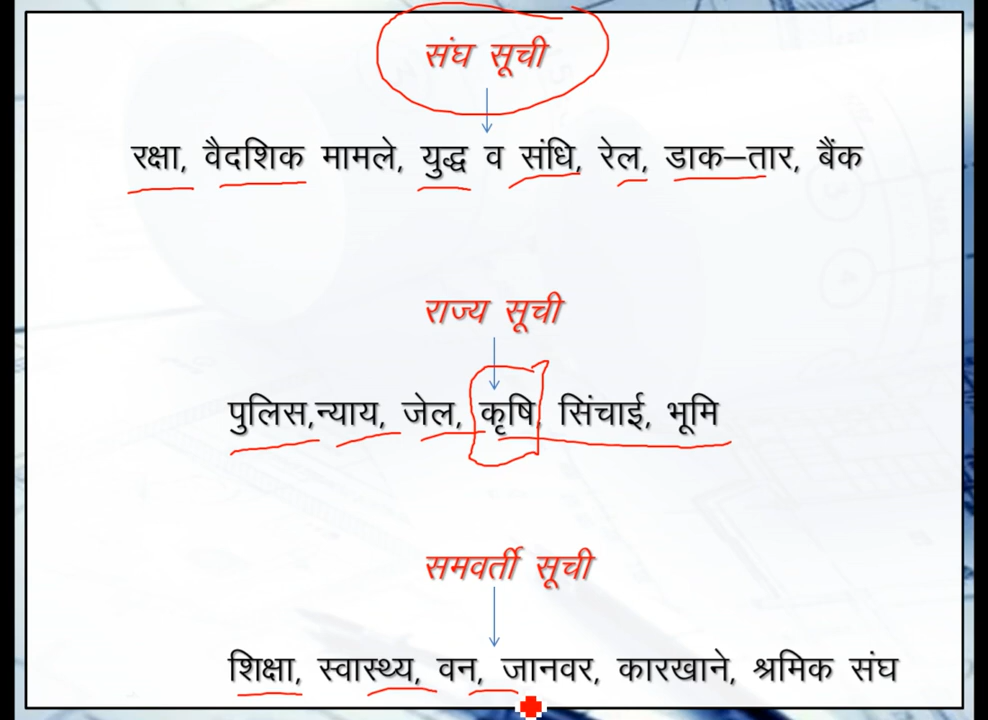 संघ सूची
रक्षा, वैदशिक मामले, युद्ध व संधि, रेल, डाक–तार, बैंक
राज्य सूची
पुलिस,न्याय, जेल, कृषि, सिंचाई, भूमि
समवर्ती सूची
शिक्षा, स्वास्थ्य, वन, जानवर, कारखाने, श्रमिक संघ